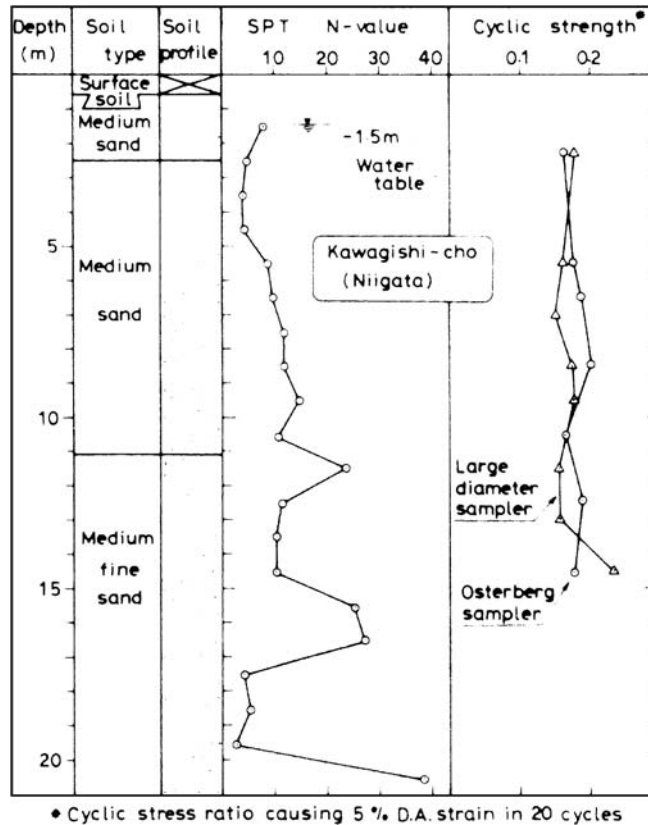 Depth
(m)
Soil
type
Soil
profile
SPT N-value
10 20 30 40
Cyclic strength*
0.1 0.2
Surface
soil
Medium
sand
-1.5m
Water
table
5
Medium
sand
Kawagishi-cho
(Niigata)
10
Large
diameter
sampler
Medium
fine
sand
15
Osterberg
sampler
20
* Cyclic stress ratio causing 5 % D.A. strain in 20 cycles